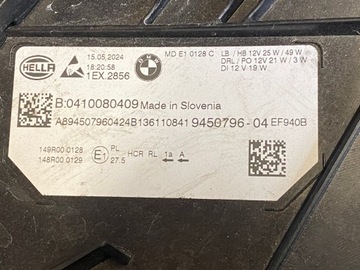 HELLA
15.05.2024
18:20:58
1EX.2856
MD E1 0128 C
LB / HB 12V 25 W / 49 W
DRL / PO 12V 21 W / 3 W
DI 12 V 19 W
B:0410080409 Made in Slovenia
A894507960424B136110841 9450796 - 04 EF940B
149R00 0128
148R00 0129
E1
PL
27.5
HCR RL 1a A